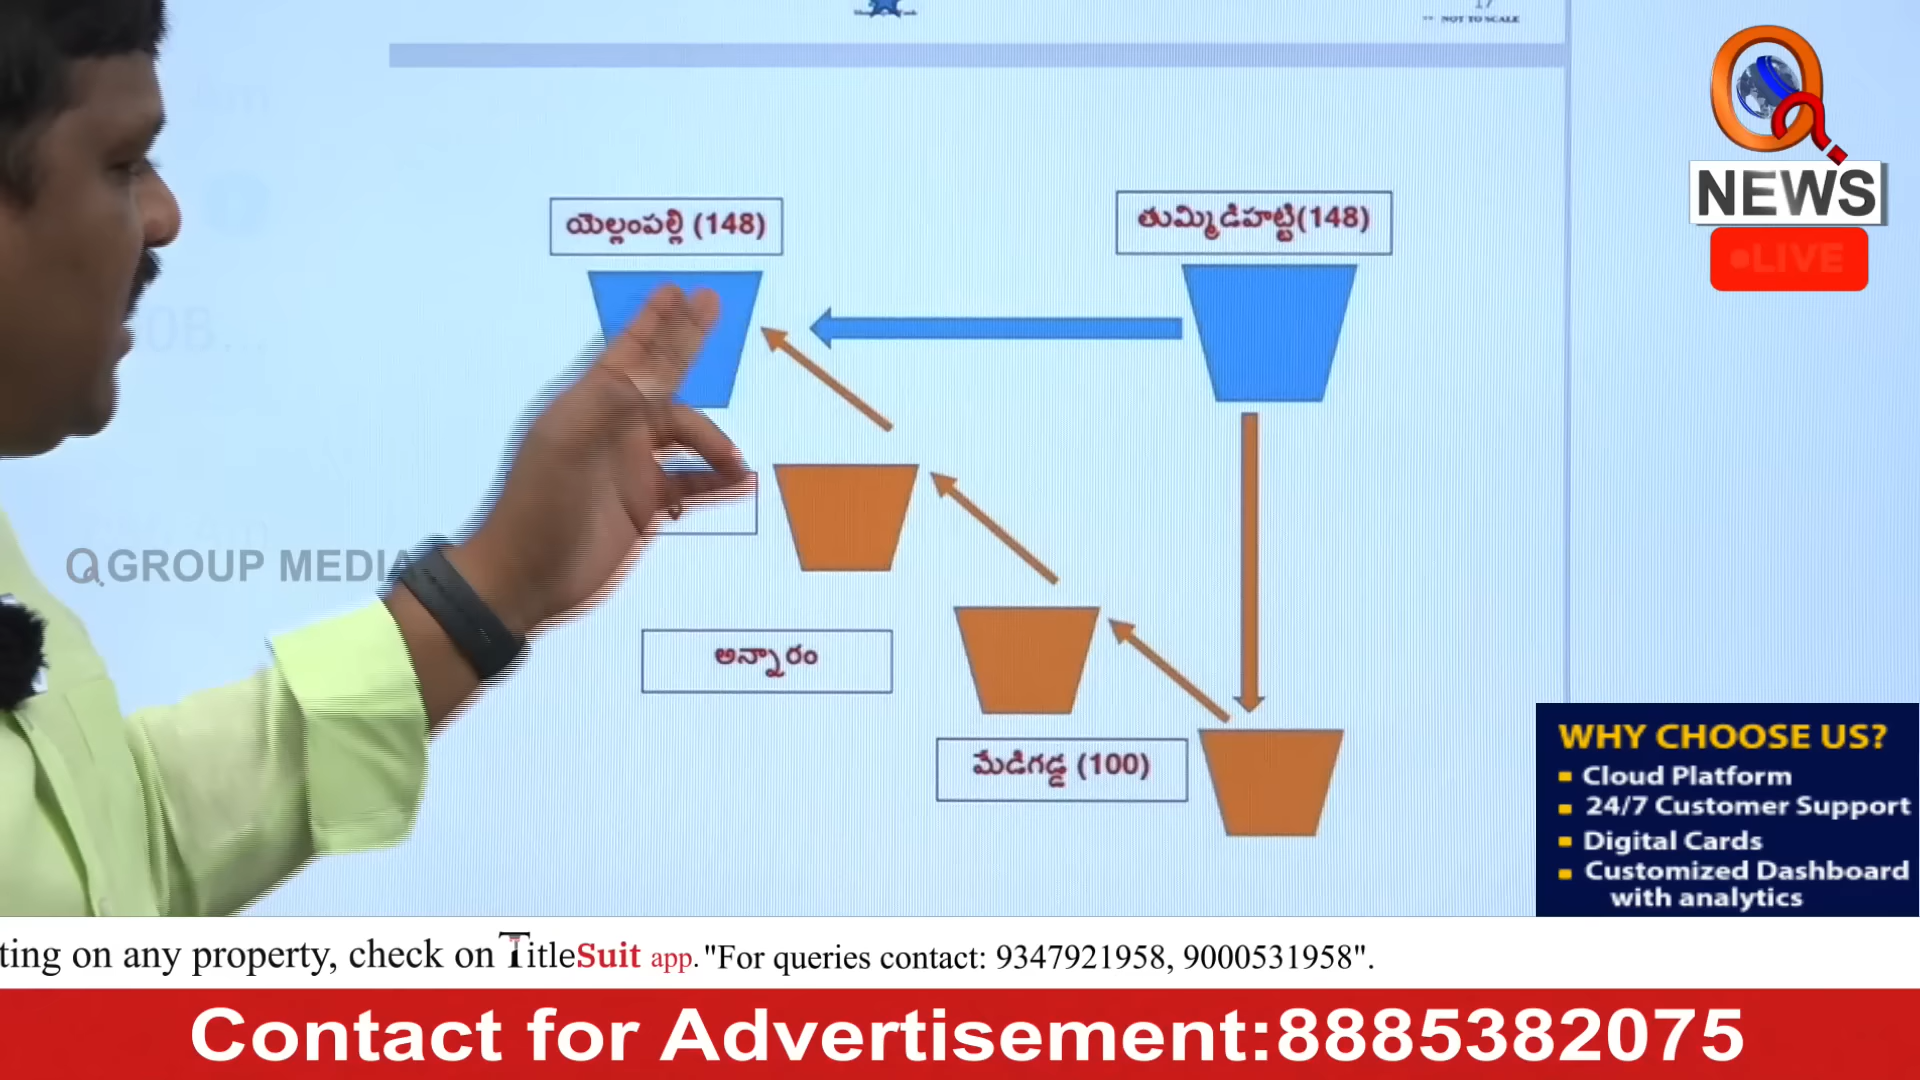 ** NOT TO SCALE
NEWS
LIVE
యెల్లంపల్లి (148)
తుమ్మిడిహట్టి(148)
GROUP MEDIA
అన్నారం
మేడిగడ్డ (100)
WHY CHOOSE US?
Cloud Platform
24/7 Customer Support
Digital Cards
Customized Dashboard
with analytics
ting on any property, check on TitleSuit app. "For queries contact: 9347921958, 9000531958".
Contact for Advertisement:8885382075